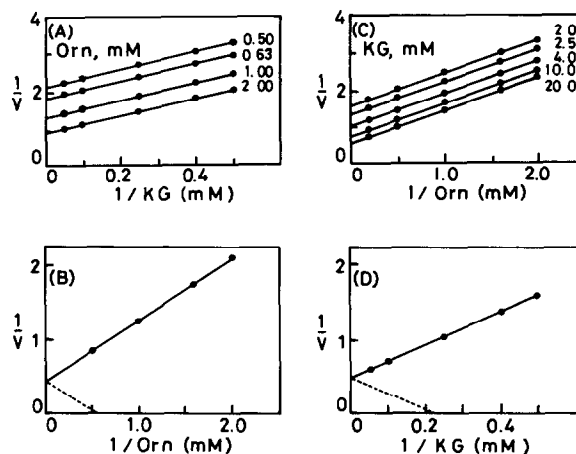 (A)
Orn, mM
0.50
0.63
1.00
2.00
4
2
0
1/V
0.2
0.4
1/KG (mM)
(C)
KG, mM
2.0
2.5
4.0
10.0
20.0
4
2
0
1/V
1.0
2.0
1/Orn (mM)
(B)
2
1
0
1/V
0
1.0
2.0
1/Orn (mM)
(D)
2
1
0
1/V
0
0.2
0.4
1/KG (mM)